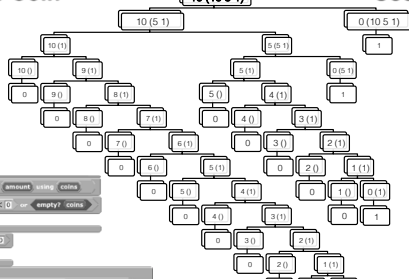 10 (5 1) 0 (10 5 1)
10 (1) 5 (5 1) 1
10 () 9 (1) 5 (1) 0 (5 1)
0 9 () 8 (1) 5 () 4 (1) 1
0 8 () 7 (1) 0 4 () 3 (1)
0 7 () 6 (1) 0 3 () 2 (1)
0 6 () 5 (1) 0 2 () 1 (1)
amount using coins 0 5 () 4 (1) 0 1 () 0 (1)
0 or empty? coins 0 4 () 3 (1) 0 1
0 3 () 2 (1)
0 2 () 1 (1)